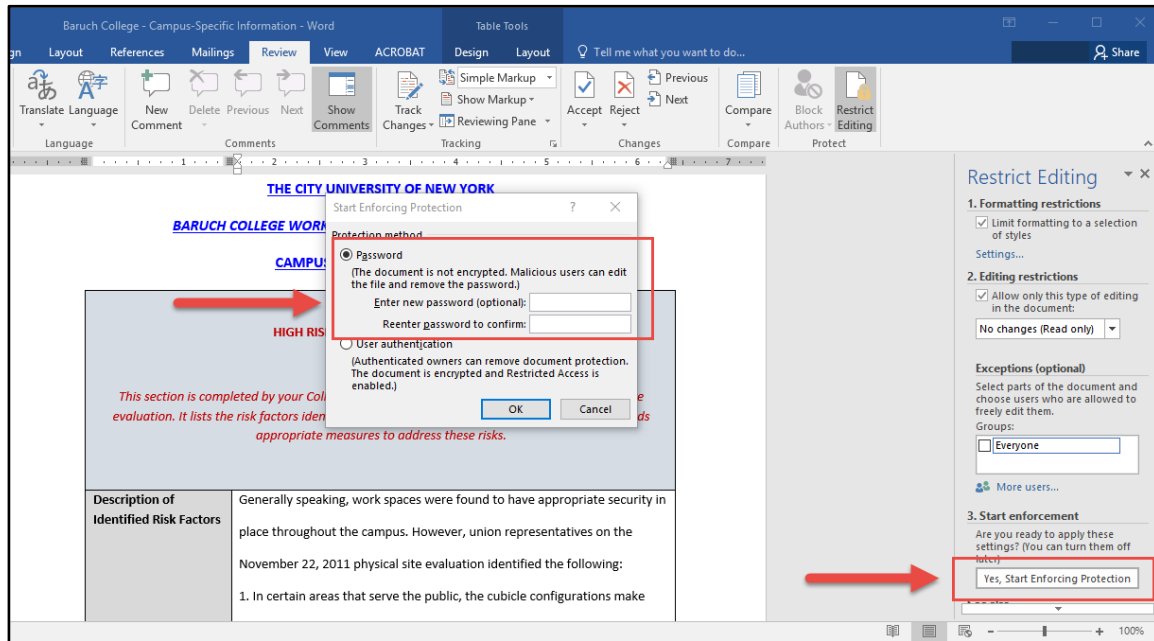 Baruch College - Campus-Specific Information - Word
Table Tools
gn Layout References Mailings Review View ACROBAT Design Layout Tell me what you want to do...
Share
Translate Language
New Comment
Delete Previous Next
Show Comments
Track Changes
Simple Markup
Show Markup
Reviewing Pane
Accept Reject
Previous
Next
Compare
Block Authors
Restrict Editing
Language Comments Tracking Changes Compare Protect
1 2 3 4 5 6 7
THE CITY UNIVERSITY OF NEW YORK
BARUCH COLLEGE WORK
CAMPUS
HIGH RIS
This section is completed by your Col e
evaluation. It lists the risk factors iden ds
appropriate measures to address these risks.
Description of
Identified Risk Factors
Generally speaking, work spaces were found to have appropriate security in
place throughout the campus. However, union representatives on the
November 22, 2011 physical site evaluation identified the following:
1. In certain areas that serve the public, the cubicle configurations make
Start Enforcing Protection ?
Protection method
Password
(The document is not encrypted. Malicious users can edit
the file and remove the password.)
Enter new password (optional):
Reenter password to confirm:
User authentication
(Authenticated owners can remove document protection.
The document is encrypted and Restricted Access is
enabled.)
OK Cancel
Restrict Editing
1. Formatting restrictions
Limit formatting to a selection
of styles
Settings...
2. Editing restrictions
Allow only this type of editing
in the document:
No changes (Read only)
Exceptions (optional)
Select parts of the document and
choose users who are allowed to
freely edit them.
Groups:
Everyone
More users...
3. Start enforcement
Are you ready to apply these
settings? (You can turn them off
later)
Yes, Start Enforcing Protection
100%